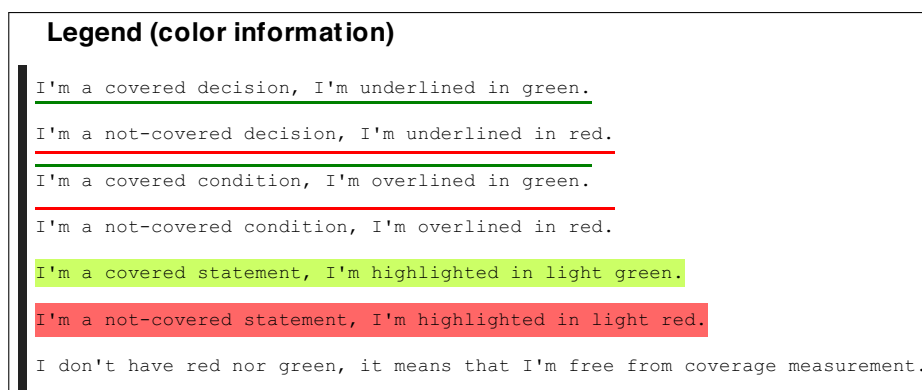 Legend (color information)
I'm a covered decision, I'm underlined in green.
I'm a not-covered decision, I'm underlined in red.
I'm a covered condition, I'm overlined in green.
I'm a not-covered condition, I'm overlined in red.
I'm a covered statement, I'm highlighted in light green.
I'm a not-covered statement, I'm highlighted in light red.
I don't have red nor green, it means that I'm free from coverage measurement.